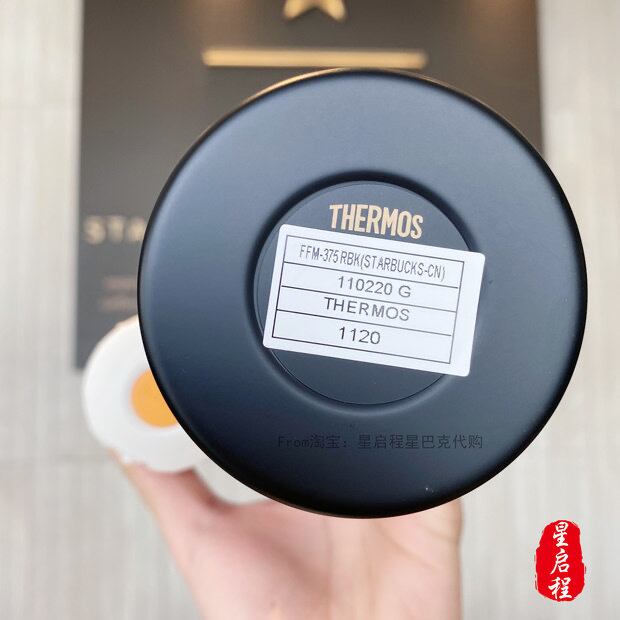 STA
THERMOS
FFM-375 RBK(STARBUCKS-CN)
110220 G
THERMOS
1120
From淘宝：星启程星巴克代购
星启程